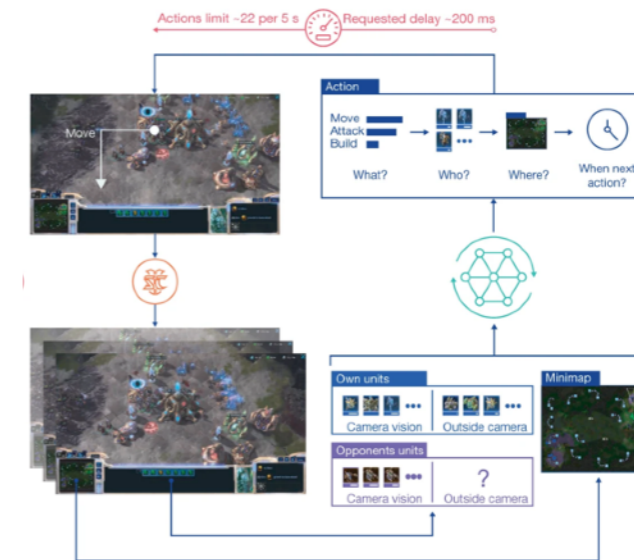 Actions limit ~22 per 5 s
Requested delay ~200 ms
Action
Move
Attack
Build
What?
Who?
Where?
When next
action?
Move
Own units
Camera vision
Outside camera
Opponents units
?
Camera vision
Outside camera
Minimap